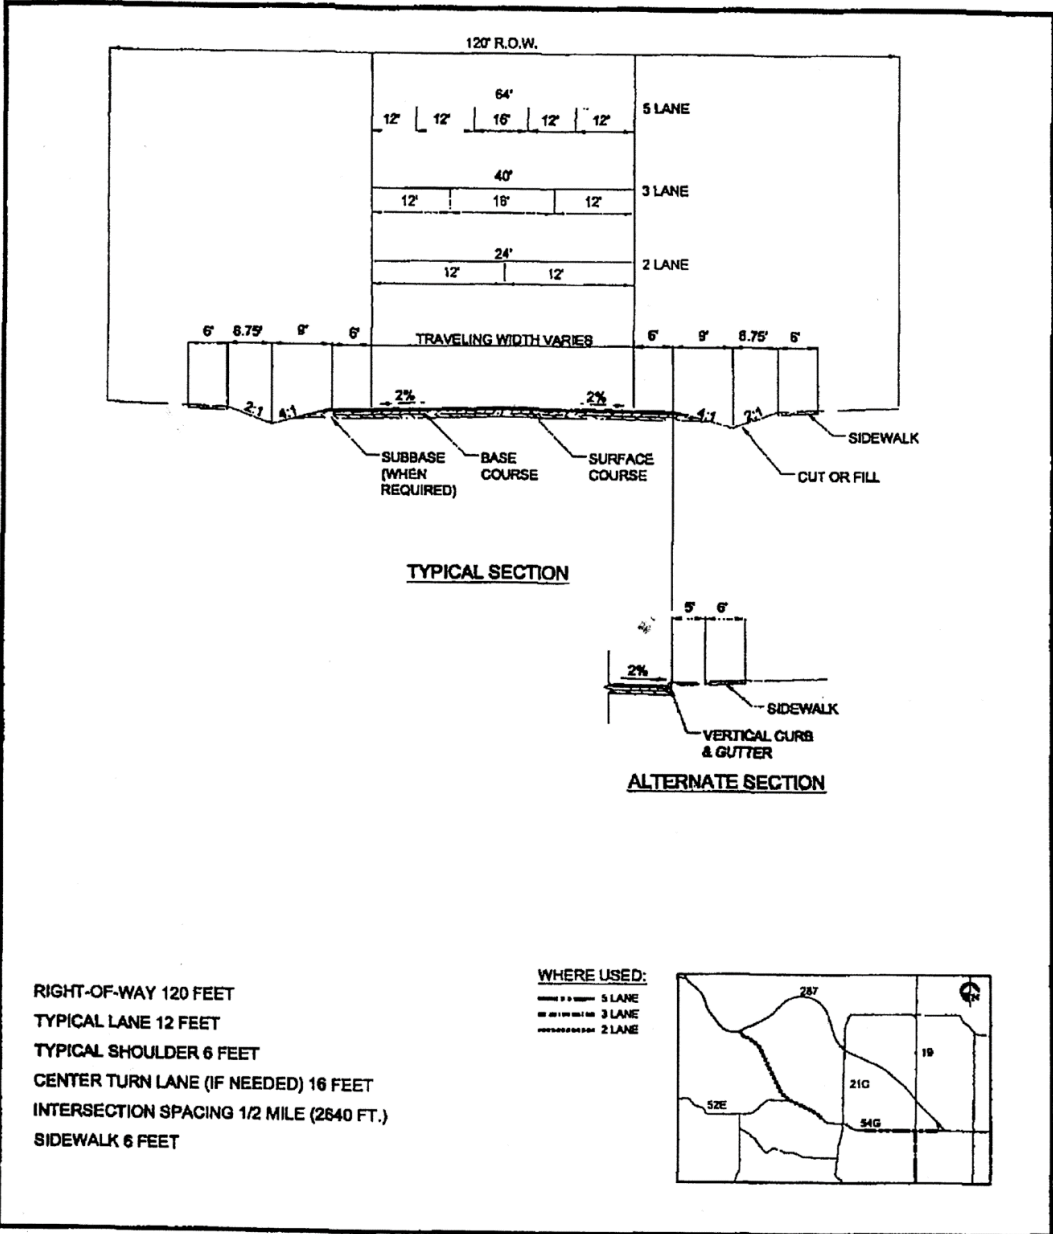 120' R.O.W.
64'
12' 12' 16' 12' 12'
5 LANE
40'
12' 16' 12'
3 LANE
24'
12' 12'
2 LANE
6' 8.75' 9' 6' TRAVELING WIDTH VARIES 6' 9' 8.75' 6'
2:1 4:1 2% 2% 4:1 2:1
SIDEWALK
SUBBASE
(WHEN
REQUIRED)
BASE
COURSE
SURFACE
COURSE
CUT OR FILL
TYPICAL SECTION
5' 6'
2%
SIDEWALK
VERTICAL CURB
& GUTTER
ALTERNATE SECTION
RIGHT-OF-WAY 120 FEET
TYPICAL LANE 12 FEET
TYPICAL SHOULDER 6 FEET
CENTER TURN LANE (IF NEEDED) 16 FEET
INTERSECTION SPACING 1/2 MILE (2640 FT.)
SIDEWALK 6 FEET
WHERE USED:
5 LANE
3 LANE
2 LANE
287
N
19
21G
52E
54G